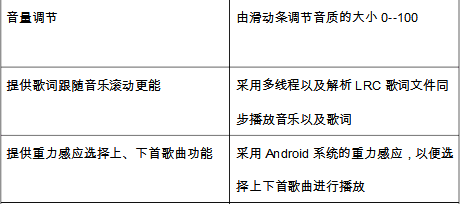 音量调节
由滑动条调节音质的大小 0--100
提供歌词跟随音乐滚动更能
采用多线程以及解析 LRC 歌词文件同
步播放音乐以及歌词
提供重力感应选择上、下首歌曲功能
采用 Android 系统的重力感应，以便选
择上下首歌曲进行播放